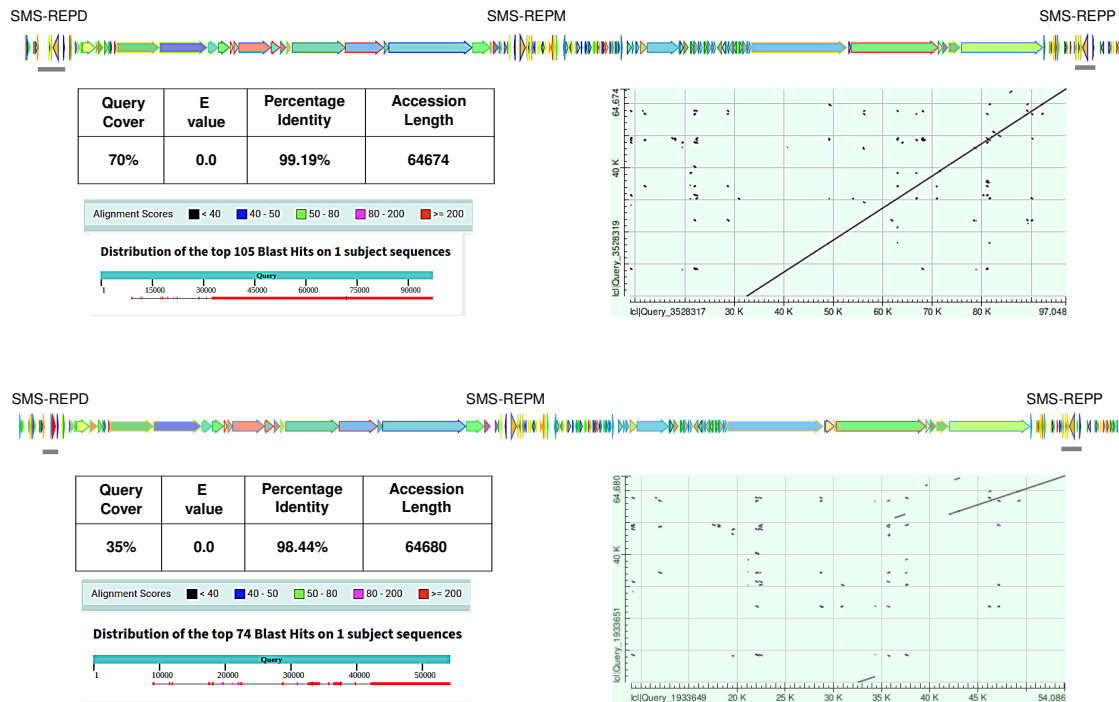 SMS-REPD SMS-REPM SMS-REPP
Query Cover E value Percentage Identity Accession Length
70% 0.0 99.19% 64674
Alignment Scores < 40 40 - 50 50 - 80 80 - 200 >= 200
Distribution of the top 105 Blast Hits on 1 subject sequences
Query
1 15000 30000 45000 60000 75000 90000
64,674
40 K
lcl|Query_3528319
lcl|Query_3528317 30 K 40 K 50 K 60 K 70 K 80 K 97,048
SMS-REPD SMS-REPM SMS-REPP
Query Cover E value Percentage Identity Accession Length
35% 0.0 98.44% 64680
Alignment Scores < 40 40 - 50 50 - 80 80 - 200 >= 200
Distribution of the top 74 Blast Hits on 1 subject sequences
Query
1 10000 20000 30000 40000 50000
64,680
40 K
lcl|Query_1933651
lcl|Query_1933649 20 K 25 K 30 K 35 K 40 K 45 K 54,086